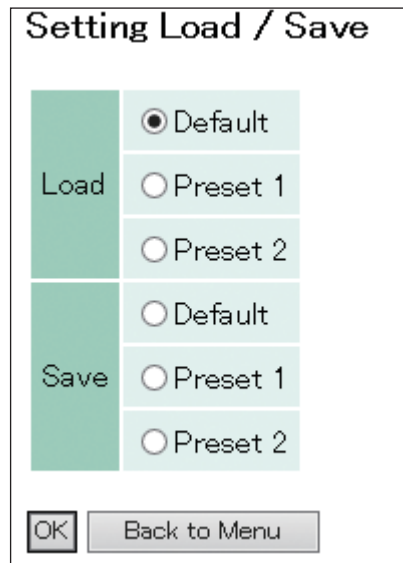 Setting Load / Save
Load
Default
Preset 1
Preset 2
Save
Default
Preset 1
Preset 2
OK
Back to Menu